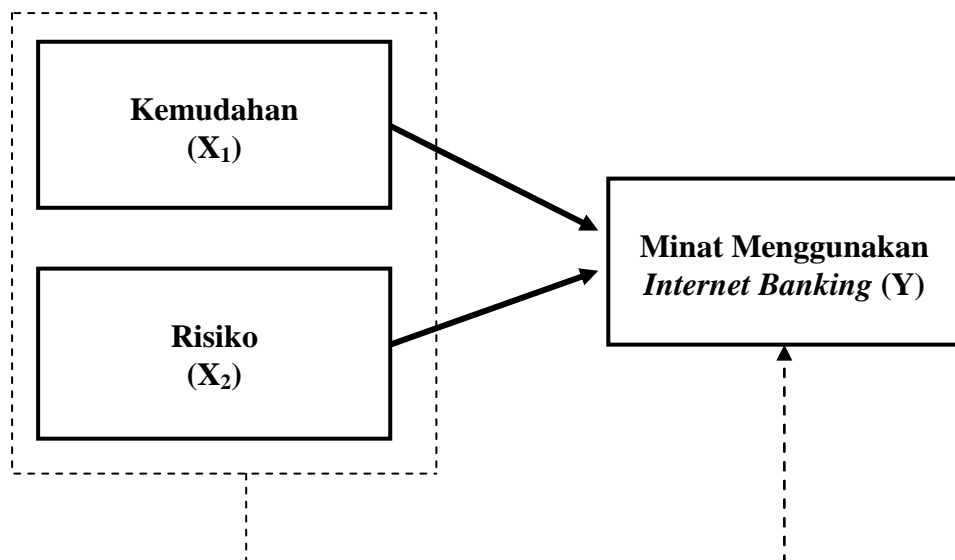 Kemudahan
(X₁)
Minat Menggunakan
Internet Banking (Y)
Risiko
(X₂)